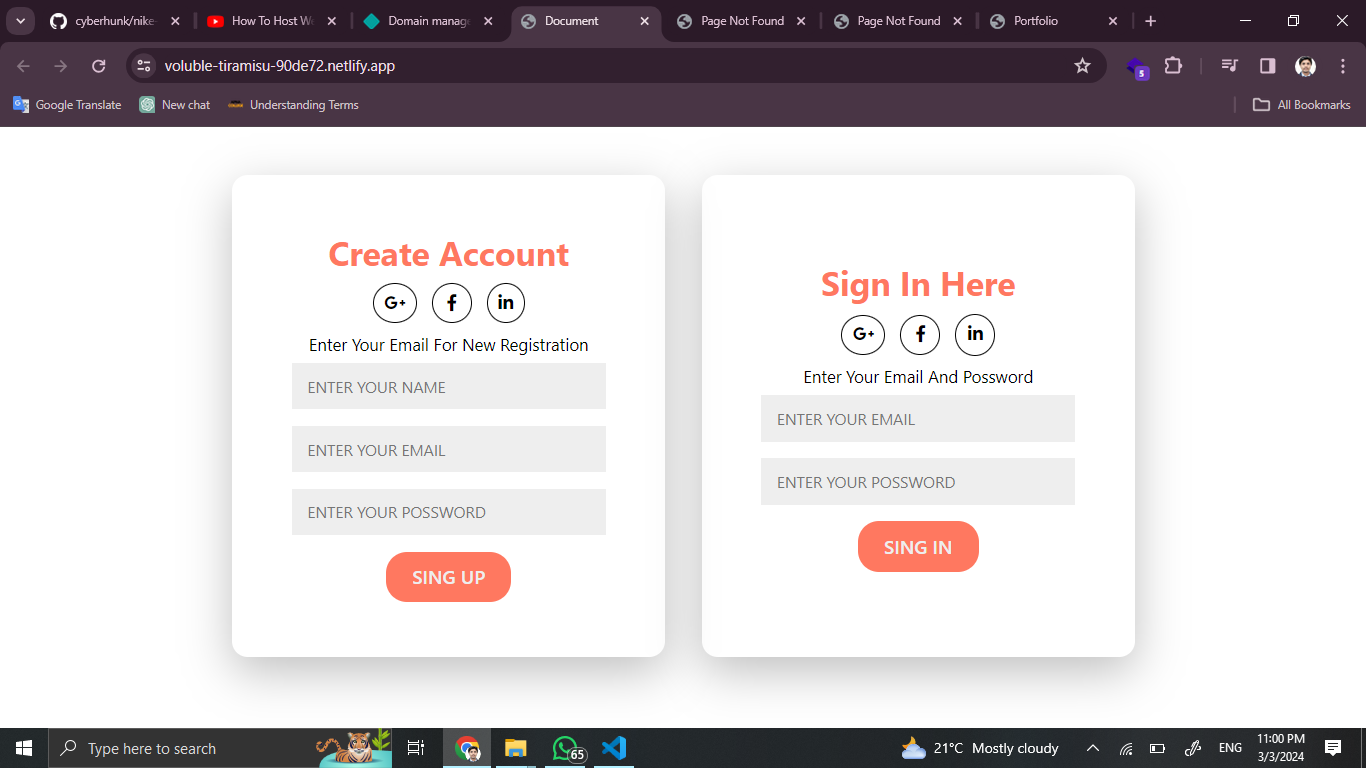 cyberhunk/nike-
How To Host We
Domain manage
Document
Page Not Found
Page Not Found
Portfolio
voluble-tiramisu-90de72.netlify.app
5
Google Translate
New chat
Understanding Terms
All Bookmarks
Create Account
G+ f in
Enter Your Email For New Registration
ENTER YOUR NAME
ENTER YOUR EMAIL
ENTER YOUR POSSWORD
SING UP
Sign In Here
G+ f in
Enter Your Email And Possword
ENTER YOUR EMAIL
ENTER YOUR POSSWORD
SING IN
Type here to search
65
21°C Mostly cloudy
ENG
11:00 PM
3/3/2024